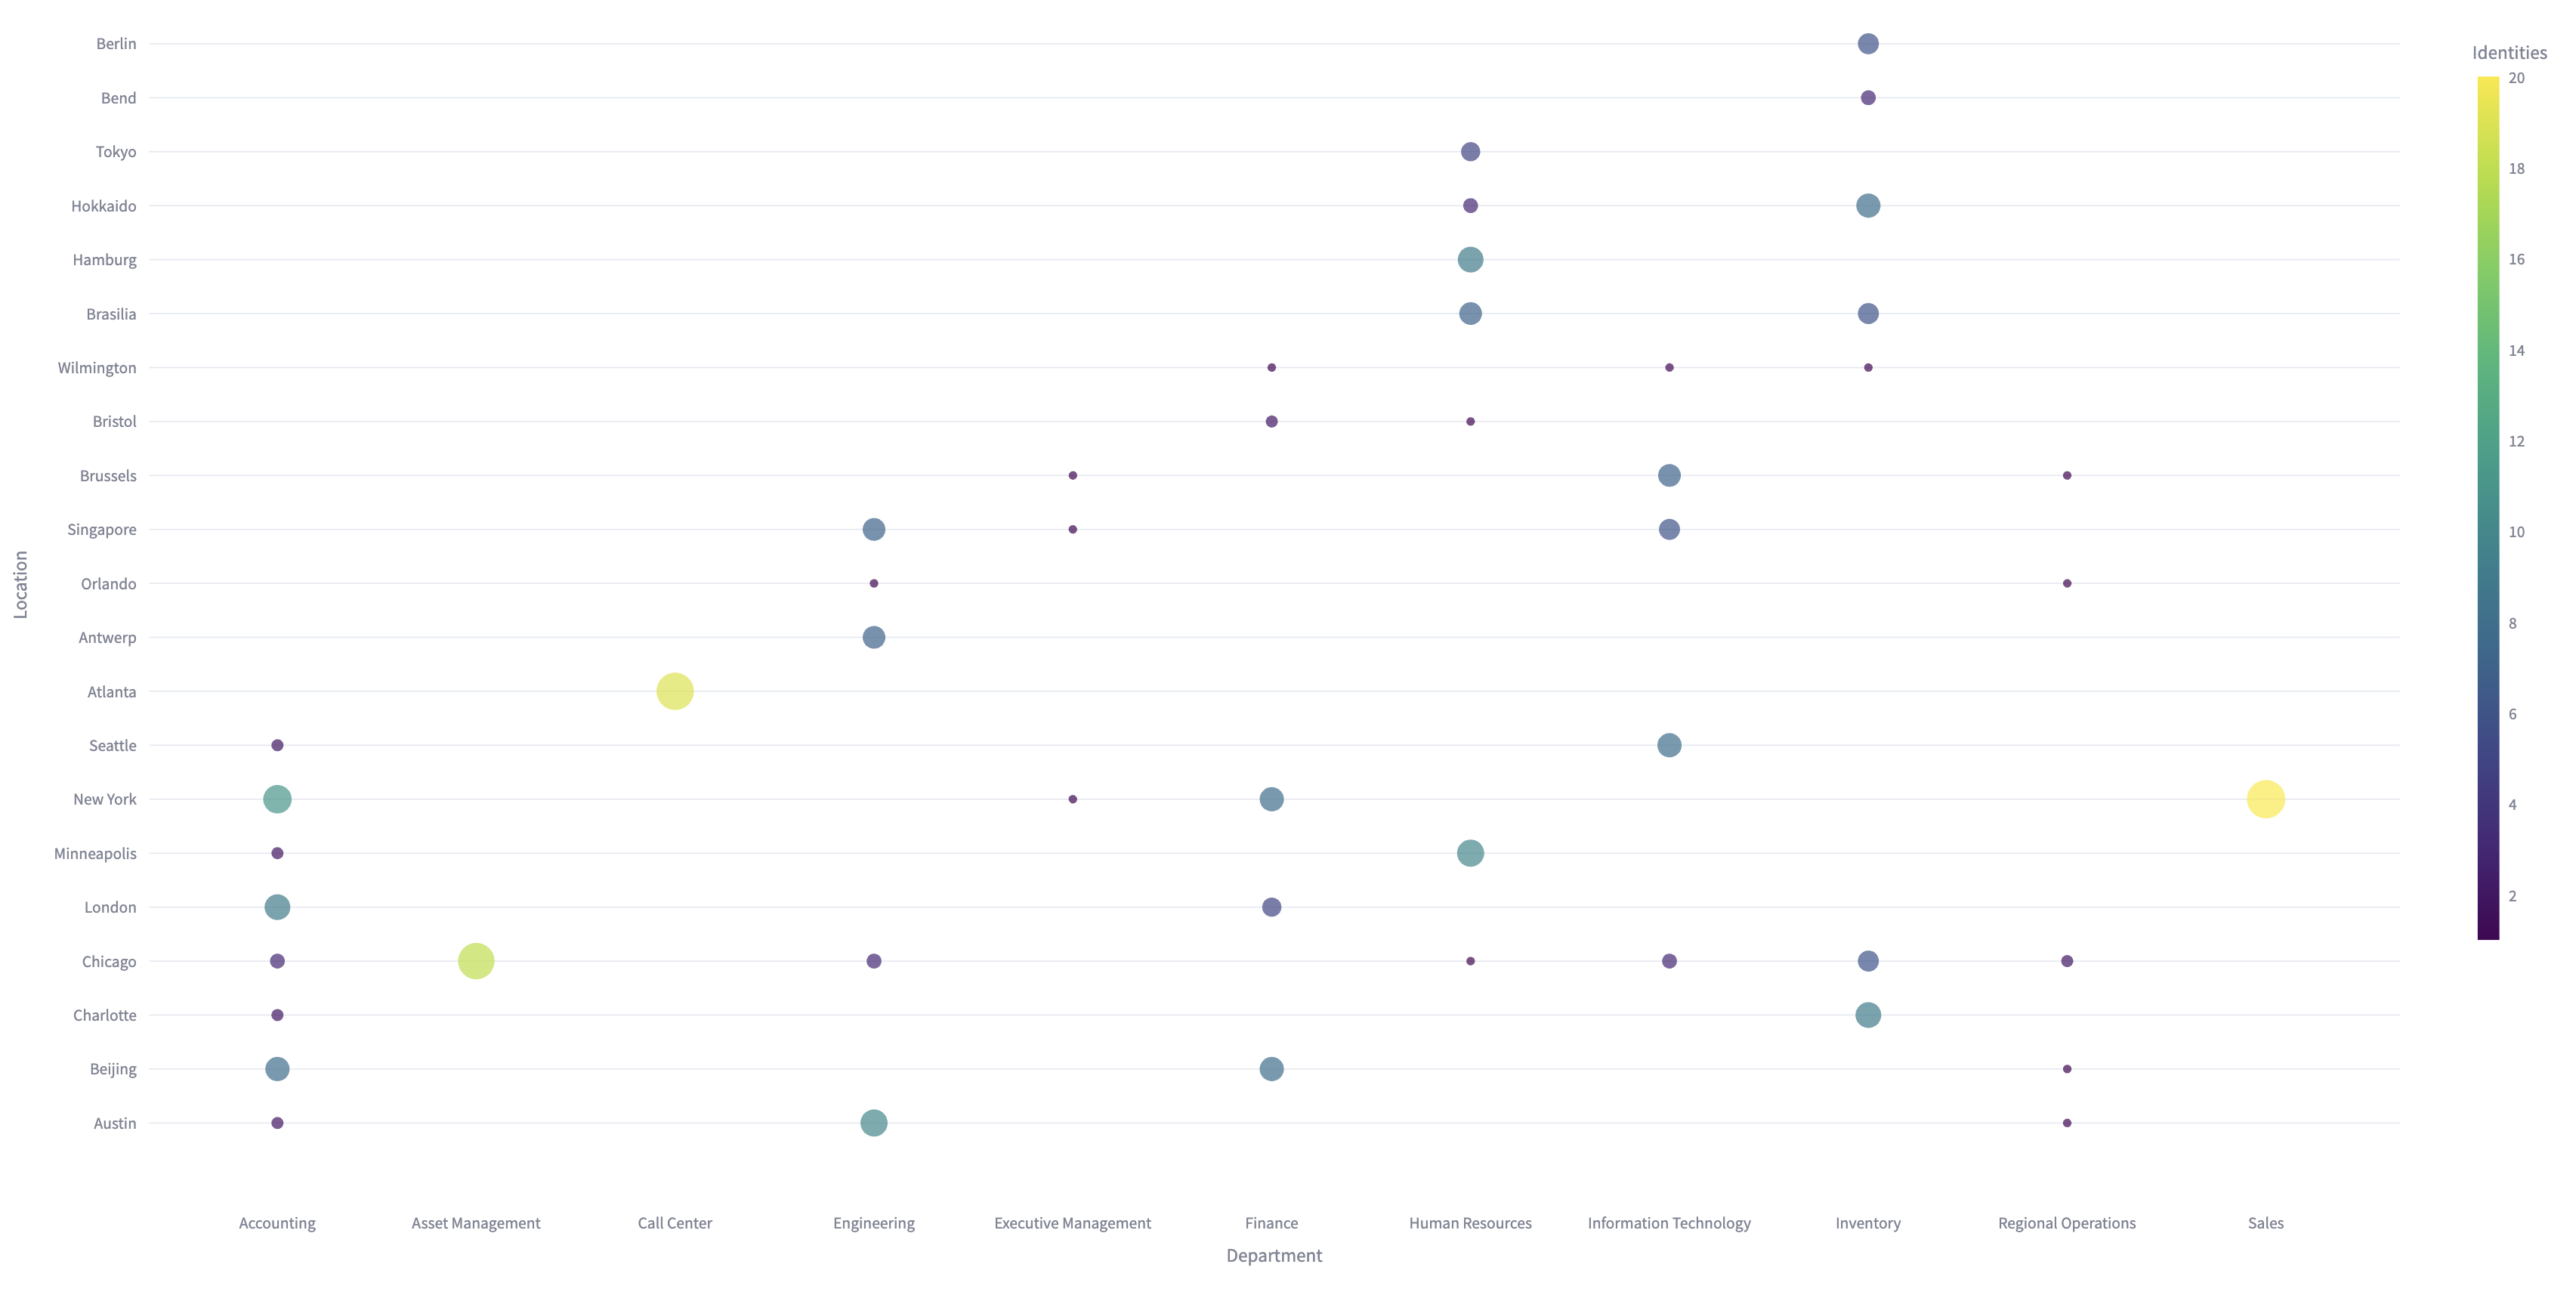 Berlin
Bend
Tokyo
Hokkaido
Hamburg
Brasilia
Wilmington
Bristol
Brussels
Singapore
Orlando
Antwerp
Atlanta
Seattle
New York
Minneapolis
London
Chicago
Charlotte
Beijing
Austin
Location
Accounting
Asset Management
Call Center
Engineering
Executive Management
Finance
Human Resources
Information Technology
Inventory
Regional Operations
Sales
Department
Identities
20
18
16
14
12
10
8
6
4
2